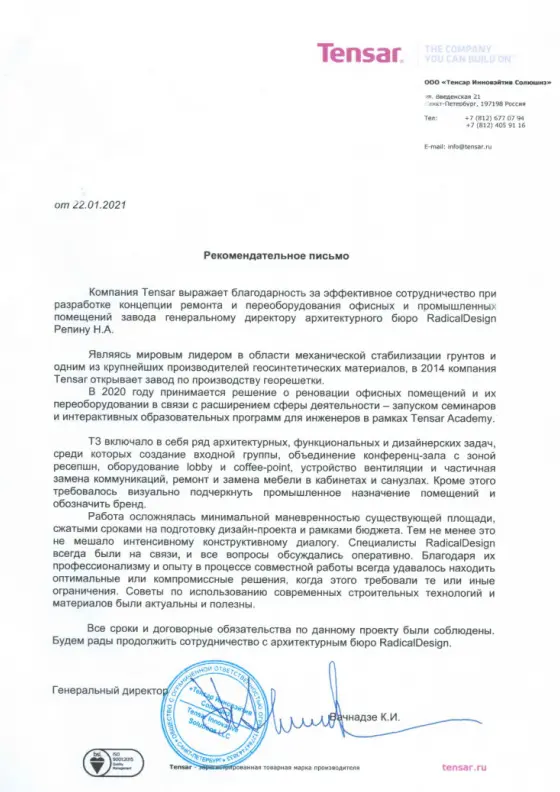 Tensar.
THE COMPANY
YOU CAN BUILD ON
ООО «Тенсар Инновэйтив Солюшнз»
Введенская 21
Санкт-Петербург, 197198 Россия
Тел: +7 (812) 677 07 94
+7 (812) 405 91 16
E-mail: info@tensar.ru
от 22.01.2021
Рекомендательное письмо
Компания Tensar выражает благодарность за эффективное сотрудничество при
разработке концепции ремонта и переоборудования офисных и промышленных
помещений завода генеральному директору архитектурного бюро RadicalDesign
Репину Н.А.
Являясь мировым лидером в области механической стабилизации грунтов и
одним из крупнейших производителей геосинтетических материалов, в 2014 компания
Tensar открывает завод по производству георешетки.
В 2020 году принимается решение о реновации офисных помещений и их
переоборудовании в связи с расширением сферы деятельности – запуском семинаров
и интерактивных образовательных программ для инженеров в рамках Tensar Academy.
ТЗ включало в себя ряд архитектурных, функциональных и дизайнерских задач,
среди которых создание входной группы, объединение конференц-зала с зоной
ресепшн, оборудование lobby и coffee-point, устройство вентиляции и частичная
замена коммуникаций, ремонт и замена мебели в кабинетах и санузлах. Кроме этого
требовалось визуально подчеркнуть промышленное назначение помещений и
обозначить бренд.
Работа осложнялась минимальной маневренностью существующей площади,
сжатыми сроками на подготовку дизайн-проекта и рамками бюджета. Тем не менее это
не мешало интенсивному конструктивному диалогу. Специалисты RadicalDesign
всегда были на связи, и все вопросы обсуждались оперативно. Благодаря их
профессионализму и опыту в процессе совместной работы всегда удавалось находить
оптимальные или компромиссные решения, когда этого требовали те или иные
ограничения. Советы по использованию современных строительных технологий и
материалов были актуальны и полезны.
Все сроки и договорные обязательства по данному проекту были соблюдены.
Будем рады продолжить сотрудничество с архитектурным бюро RadicalDesign.
Генеральный директор
Вачнадзе К.И.
ОБЩЕСТВО С ОГРАНИЧЕННОЙ ОТВЕТСТВЕННОСТЬЮ
«Тенсар Инновэйтив
Солюшнз»
Tensar Innovative
Solutions LLC
САНКТ-ПЕТЕРБУРГ
bsi.
ISO
9001:2015
Quality
Management
Tensar - зарегистрированная товарная марка производителя
tensar.ru